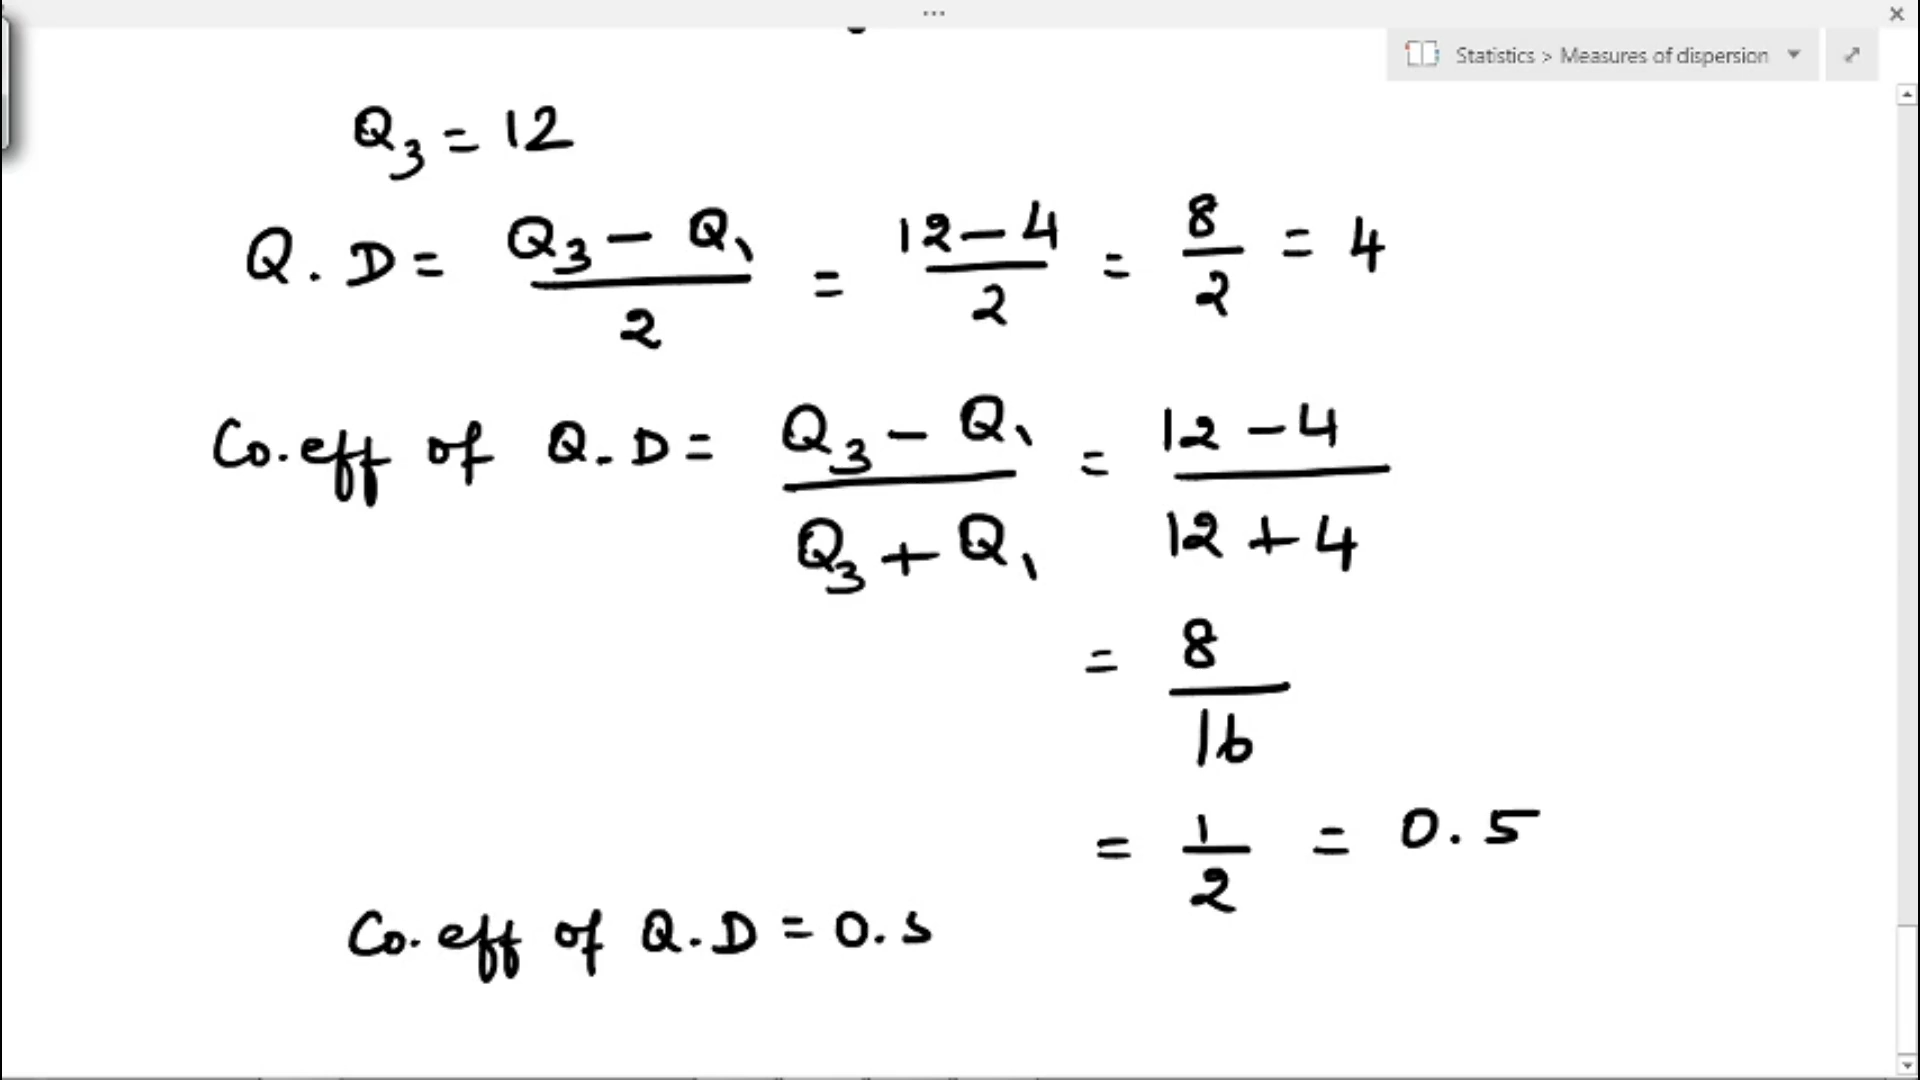 Statistics > Measures of dispersion
Q₃ = 12
Q.D = (Q₃ − Q₁)/2 = (12 − 4)/2 = 8/2 = 4
Co.eff of Q.D = (Q₃ − Q₁)/(Q₃ + Q₁) = (12 − 4)/(12 + 4)
= 8/16
= 1/2 = 0.5
Co.eff of Q.D = 0.5